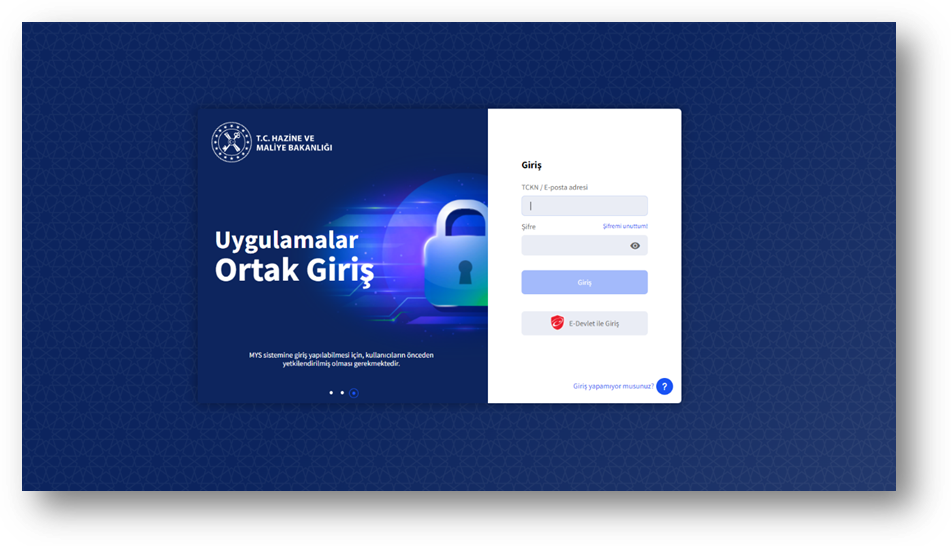 T.C. HAZİNE VE
MALİYE BAKANLIĞI
Uygulamalar
Ortak Giriş
MYS sistemine giriş yapılabilmesi için, kullanıcıların önceden
yetkilendirilmiş olması gerekmektedir.
Giriş
TCKN / E-posta adresi
Şifre
Şifremi unuttum!
Giriş
E-Devlet ile Giriş
Giriş yapamıyor musunuz? ?